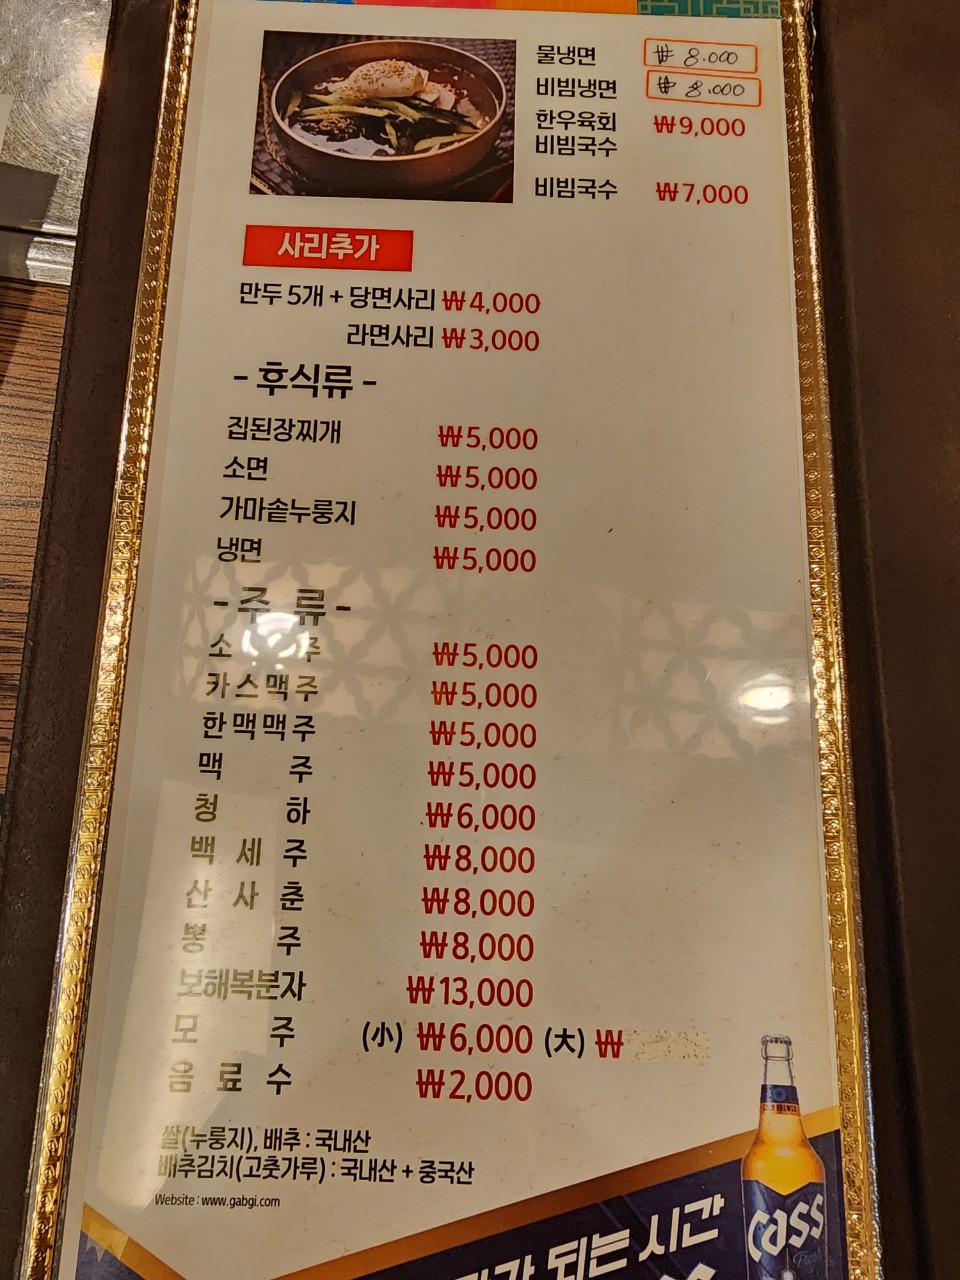 물냉면 ₩ 8.000
비빔냉면 ₩ 8.000
한우육회 ₩9,000
비빔국수
비빔국수 ₩7,000
사리추가
만두 5개 + 당면사리 ₩4,000
라면사리 ₩3,000
- 후식류 -
집된장찌개 ₩5,000
소면 ₩5,000
가마솥누룽지 ₩5,000
냉면 ₩5,000
- 주 류 -
소 주 ₩5,000
카스맥주 ₩5,000
한맥맥주 ₩5,000
맥 주 ₩5,000
청 하 ₩6,000
백 세 주 ₩8,000
산 사 춘 ₩8,000
뽕 주 ₩8,000
보해복분자 ₩13,000
모 주 (小) ₩6,000 (大) ₩
음 료 수 ₩2,000
쌀(누룽지), 배추 : 국내산
배추김치(고춧가루) : 국내산 + 중국산
Website : www.gabgi.com
되는 시간
cass
Fresh